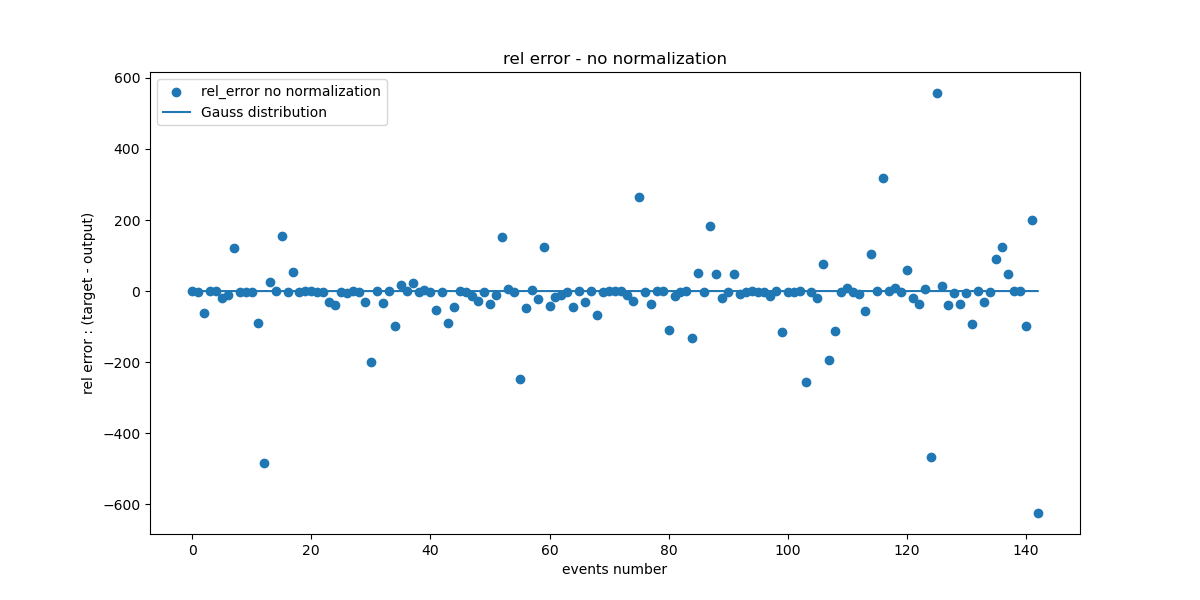 rel error - no normalization
rel_error no normalization
Gauss distribution
rel error : (target - output)
600
400
200
0
−200
−400
−600
0 20 40 60 80 100 120 140
events number